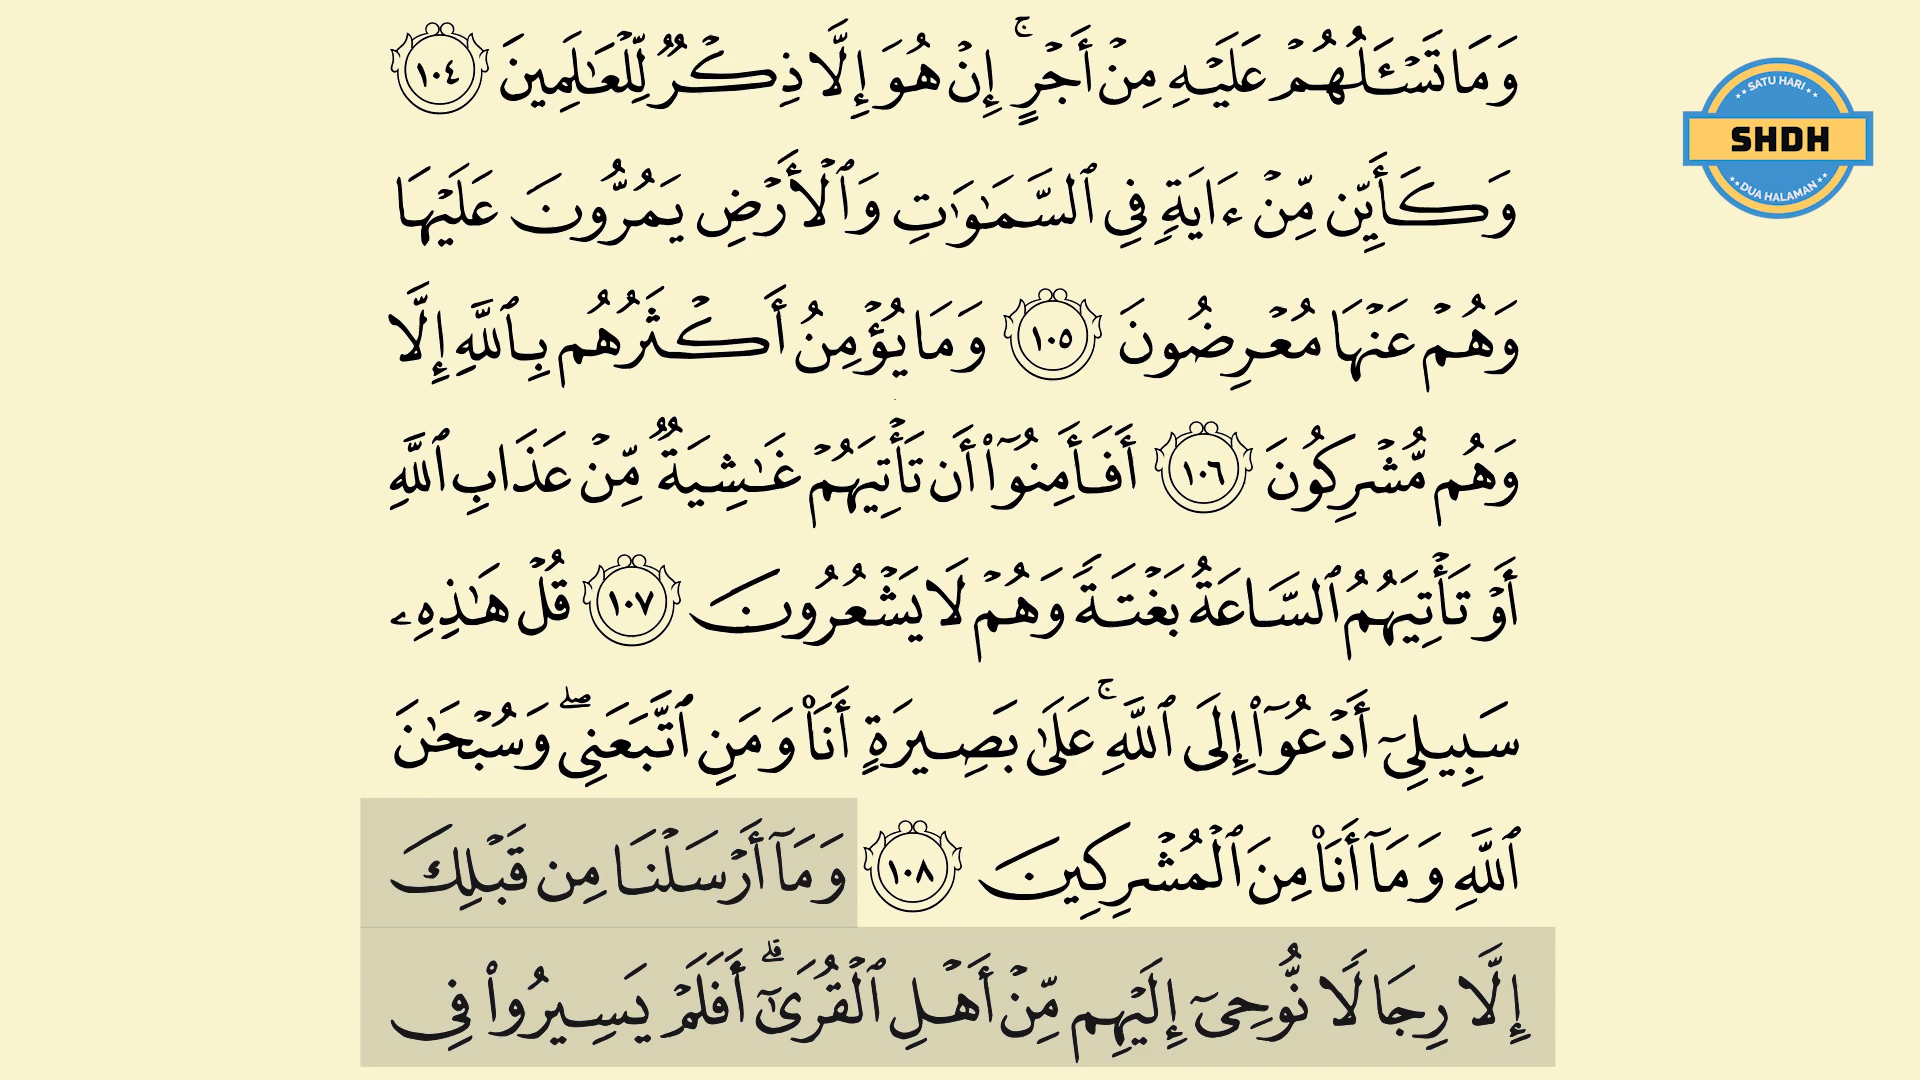 وَمَا تَسْـَٔلُهُمْ عَلَيْهِ مِنْ أَجْرٍ ۚ إِنْ هُوَ إِلَّا ذِكْرٌ لِّلْعَـٰلَمِينَ ١٠٤
وَكَأَيِّن مِّنْ ءَايَةٍ فِى ٱلسَّمَـٰوَٰتِ وَٱلْأَرْضِ يَمُرُّونَ عَلَيْهَا
وَهُمْ عَنْهَا مُعْرِضُونَ ١٠٥ وَمَا يُؤْمِنُ أَكْثَرُهُم بِٱللَّهِ إِلَّا
وَهُم مُّشْرِكُونَ ١٠٦ أَفَأَمِنُوٓا۟ أَن تَأْتِيَهُمْ غَـٰشِيَةٌ مِّنْ عَذَابِ ٱللَّهِ
أَوْ تَأْتِيَهُمُ ٱلسَّاعَةُ بَغْتَةً وَهُمْ لَا يَشْعُرُونَ ١٠٧ قُلْ هَـٰذِهِۦ
سَبِيلِىٓ أَدْعُوٓا۟ إِلَى ٱللَّهِ ۚ عَلَىٰ بَصِيرَةٍ أَنَا۠ وَمَنِ ٱتَّبَعَنِى ۖ وَسُبْحَـٰنَ
ٱللَّهِ وَمَآ أَنَا۠ مِنَ ٱلْمُشْرِكِينَ ١٠٨ وَمَآ أَرْسَلْنَا مِن قَبْلِكَ
إِلَّا رِجَالًا نُّوحِىٓ إِلَيْهِم مِّنْ أَهْلِ ٱلْقُرَىٰٓ ۗ أَفَلَمْ يَسِيرُوا۟ فِى
SATU HARI
SHDH
DUA HALAMAN